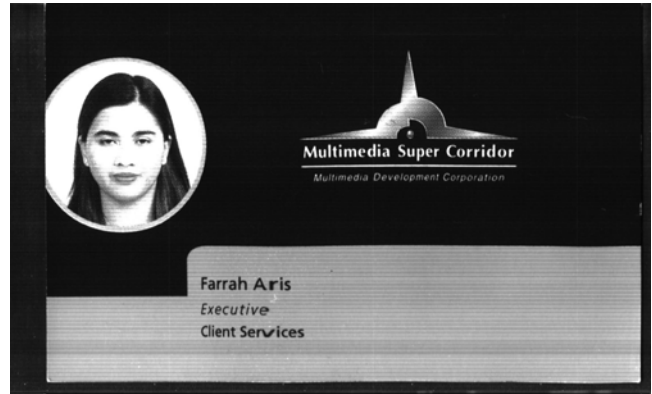 Multimedia Super Corridor
Multimedia Development Corporation
Farrah Aris
Executive
Client Services